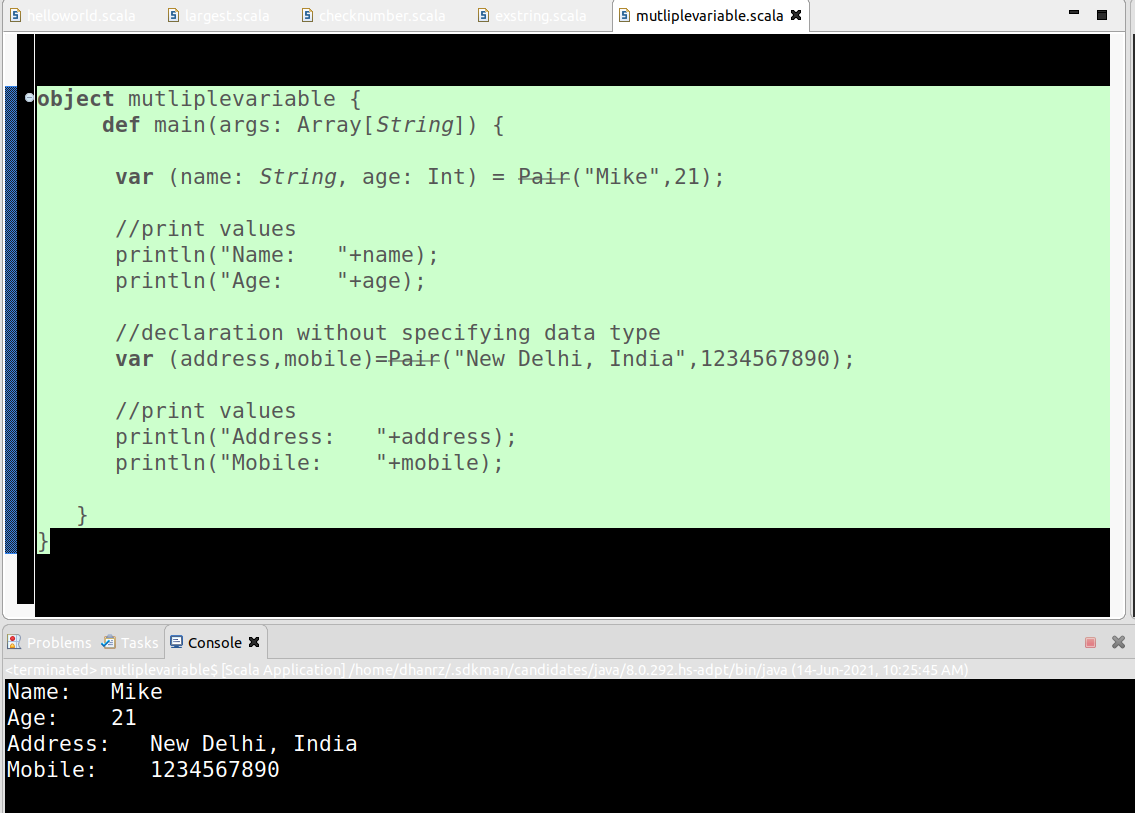 helloworld.scala largest.scala checknumber.scala exstring.scala mutliplevariable.scala
object mutliplevariable {
def main(args: Array[String]) {
var (name: String, age: Int) = Pair("Mike",21);
//print values
println("Name:   "+name);
println("Age:    "+age);
//declaration without specifying data type
var (address,mobile)=Pair("New Delhi, India",1234567890);
//print values
println("Address:   "+address);
println("Mobile:    "+mobile);
}
}
Problems Tasks Console
<terminated> mutliplevariable$ [Scala Application] /home/dhanrz/.sdkman/candidates/java/8.0.292.hs-adpt/bin/java (14-Jun-2021, 10:25:45 AM)
Name:   Mike
Age:    21
Address:   New Delhi, India
Mobile:    1234567890